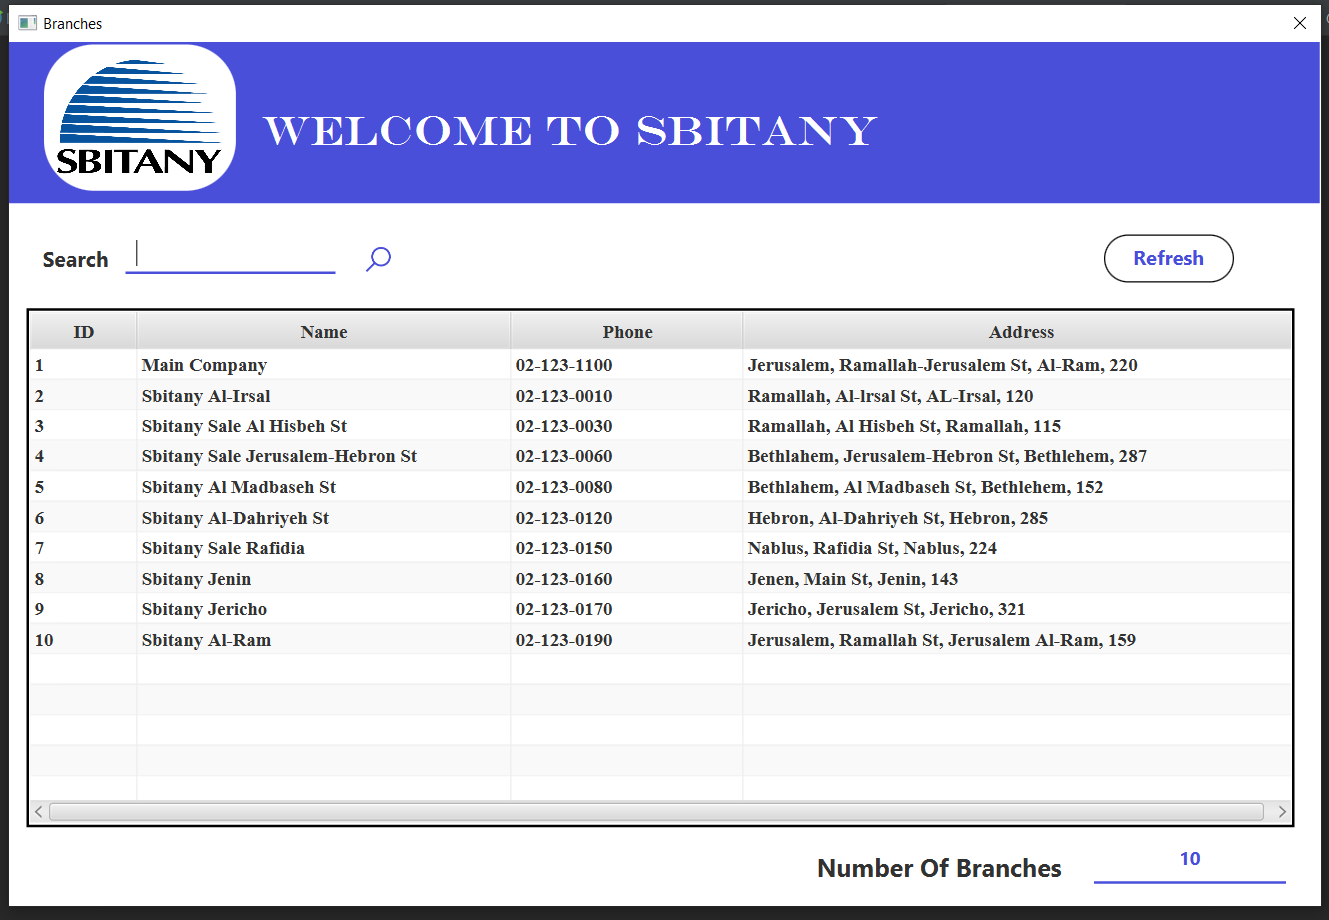 Branches
SBITANY
WELCOME TO SBITANY
Search
Refresh
ID Name Phone Address
1 Main Company 02-123-1100 Jerusalem, Ramallah-Jerusalem St, Al-Ram, 220
2 Sbitany Al-Irsal 02-123-0010 Ramallah, Al-lrsal St, AL-Irsal, 120
3 Sbitany Sale Al Hisbeh St 02-123-0030 Ramallah, Al Hisbeh St, Ramallah, 115
4 Sbitany Sale Jerusalem-Hebron St 02-123-0060 Bethlahem, Jerusalem-Hebron St, Bethlehem, 287
5 Sbitany Al Madbaseh St 02-123-0080 Bethlahem, Al Madbaseh St, Bethlehem, 152
6 Sbitany Al-Dahriyeh St 02-123-0120 Hebron, Al-Dahriyeh St, Hebron, 285
7 Sbitany Sale Rafidia 02-123-0150 Nablus, Rafidia St, Nablus, 224
8 Sbitany Jenin 02-123-0160 Jenen, Main St, Jenin, 143
9 Sbitany Jericho 02-123-0170 Jericho, Jerusalem St, Jericho, 321
10 Sbitany Al-Ram 02-123-0190 Jerusalem, Ramallah St, Jerusalem Al-Ram, 159
Number Of Branches 10